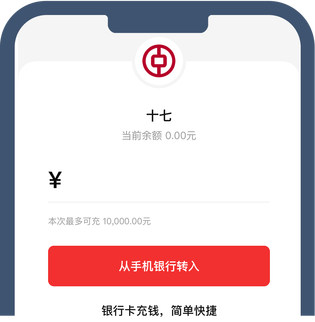 十七
当前余额 0.00元
¥
本次最多可充 10,000.00元
从手机银行转入
银行卡充钱，简单快捷